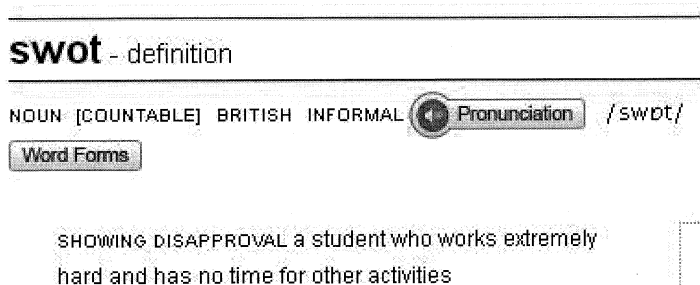 swot - definition
NOUN [COUNTABLE] BRITISH INFORMAL Pronunciation /swɒt/
Word Forms
SHOWING DISAPPROVAL a student who works extremely
hard and has no time for other activities